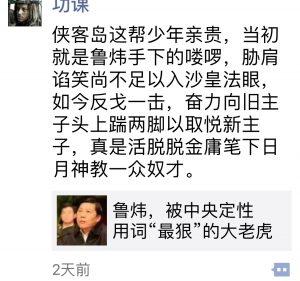 功课
侠客岛这帮少年亲贵，当初
就是鲁炜手下的喽啰，胁肩
谄笑尚不足以入沙皇法眼，
如今反戈一击，奋力向旧主
子头上踹两脚以取悦新主
子，真是活脱脱金庸笔下日
月神教一众奴才。
鲁炜，被中央定性
用词“最狠”的大老虎
2天前